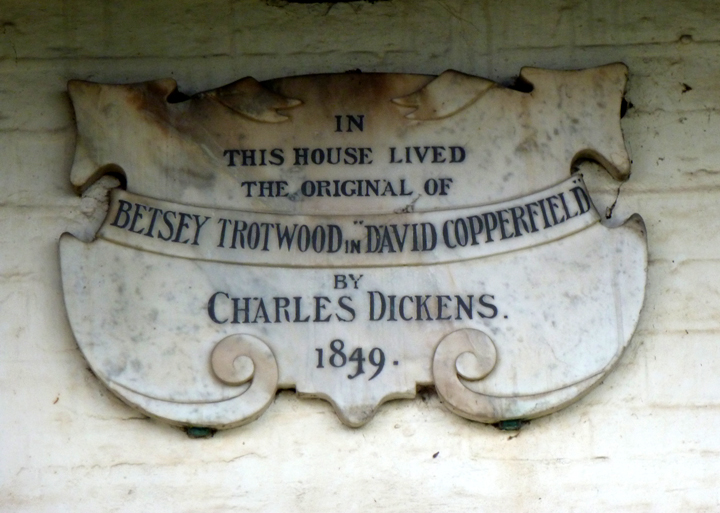 IN
THIS HOUSE LIVED
THE ORIGINAL OF
BETSEY TROTWOOD IN "DAVID COPPERFIELD"
BY
CHARLES DICKENS.
1849.